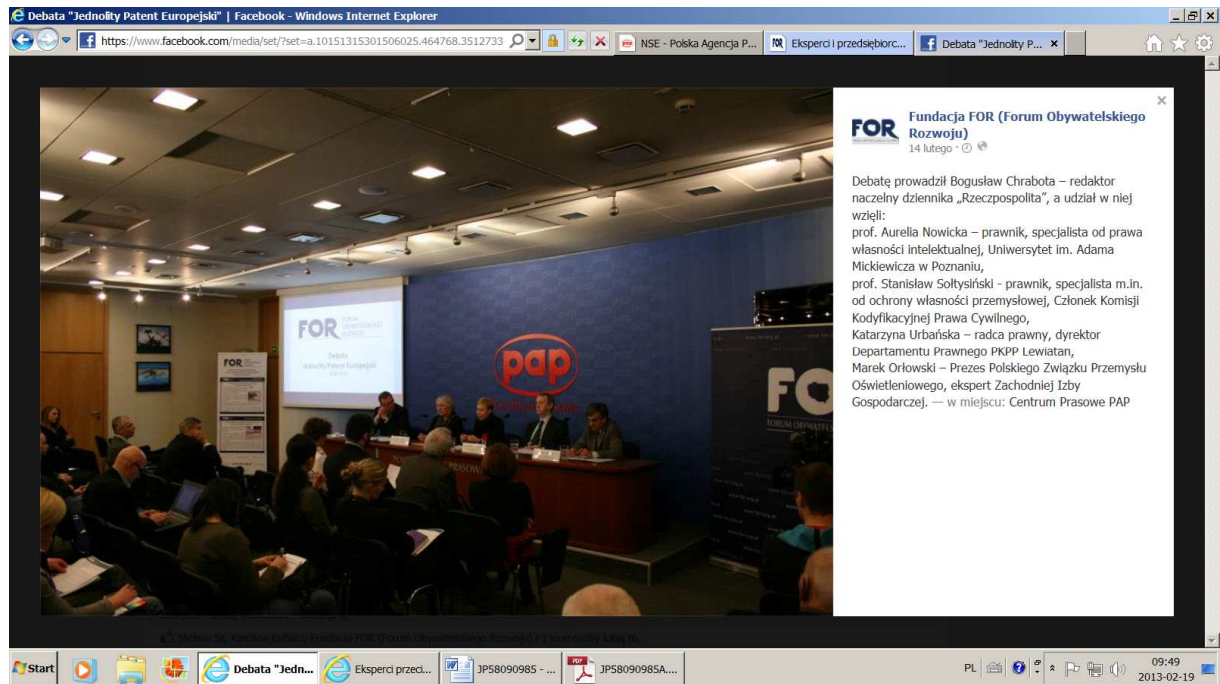 Debata "Jednolity Patent Europejski" | Facebook - Windows Internet Explorer
https://www.facebook.com/media/set/?set=a.10151315301506025.464768.3512733
NSE - Polska Agencja P...
Eksperci i przedsiębiorc...
Debata "Jednolity P...
Fundacja FOR (Forum Obywatelskiego
Rozwoju)
14 lutego
FOR
Debatę prowadził Bogusław Chrabota – redaktor
naczelny dziennika „Rzeczpospolita”, a udział w niej
wzięli:
prof. Aurelia Nowicka – prawnik, specjalista od prawa
własności intelektualnej, Uniwersytet im. Adama
Mickiewicza w Poznaniu,
prof. Stanisław Sołtysiński - prawnik, specjalista m.in.
od ochrony własności przemysłowej, Członek Komisji
Kodyfikacyjnej Prawa Cywilnego,
Katarzyna Urbańska – radca prawny, dyrektor
Departamentu Prawnego PKPP Lewiatan,
Marek Orłowski – Prezes Polskiego Związku Przemysłu
Oświetleniowego, ekspert Zachodniej Izby
Gospodarczej. — w miejscu: Centrum Prasowe PAP
FOR
FORUM
OBYWATELSKIEGO
ROZWOJU
Debata
Jednolity Patent Europejski
FOR
pap
FO
FORUM OBYWATELS
Start
Debata "Jedn...
Eksperci przeci...
JP58090985 - ...
JP58090985A....
PL
09:49
2013-02-19